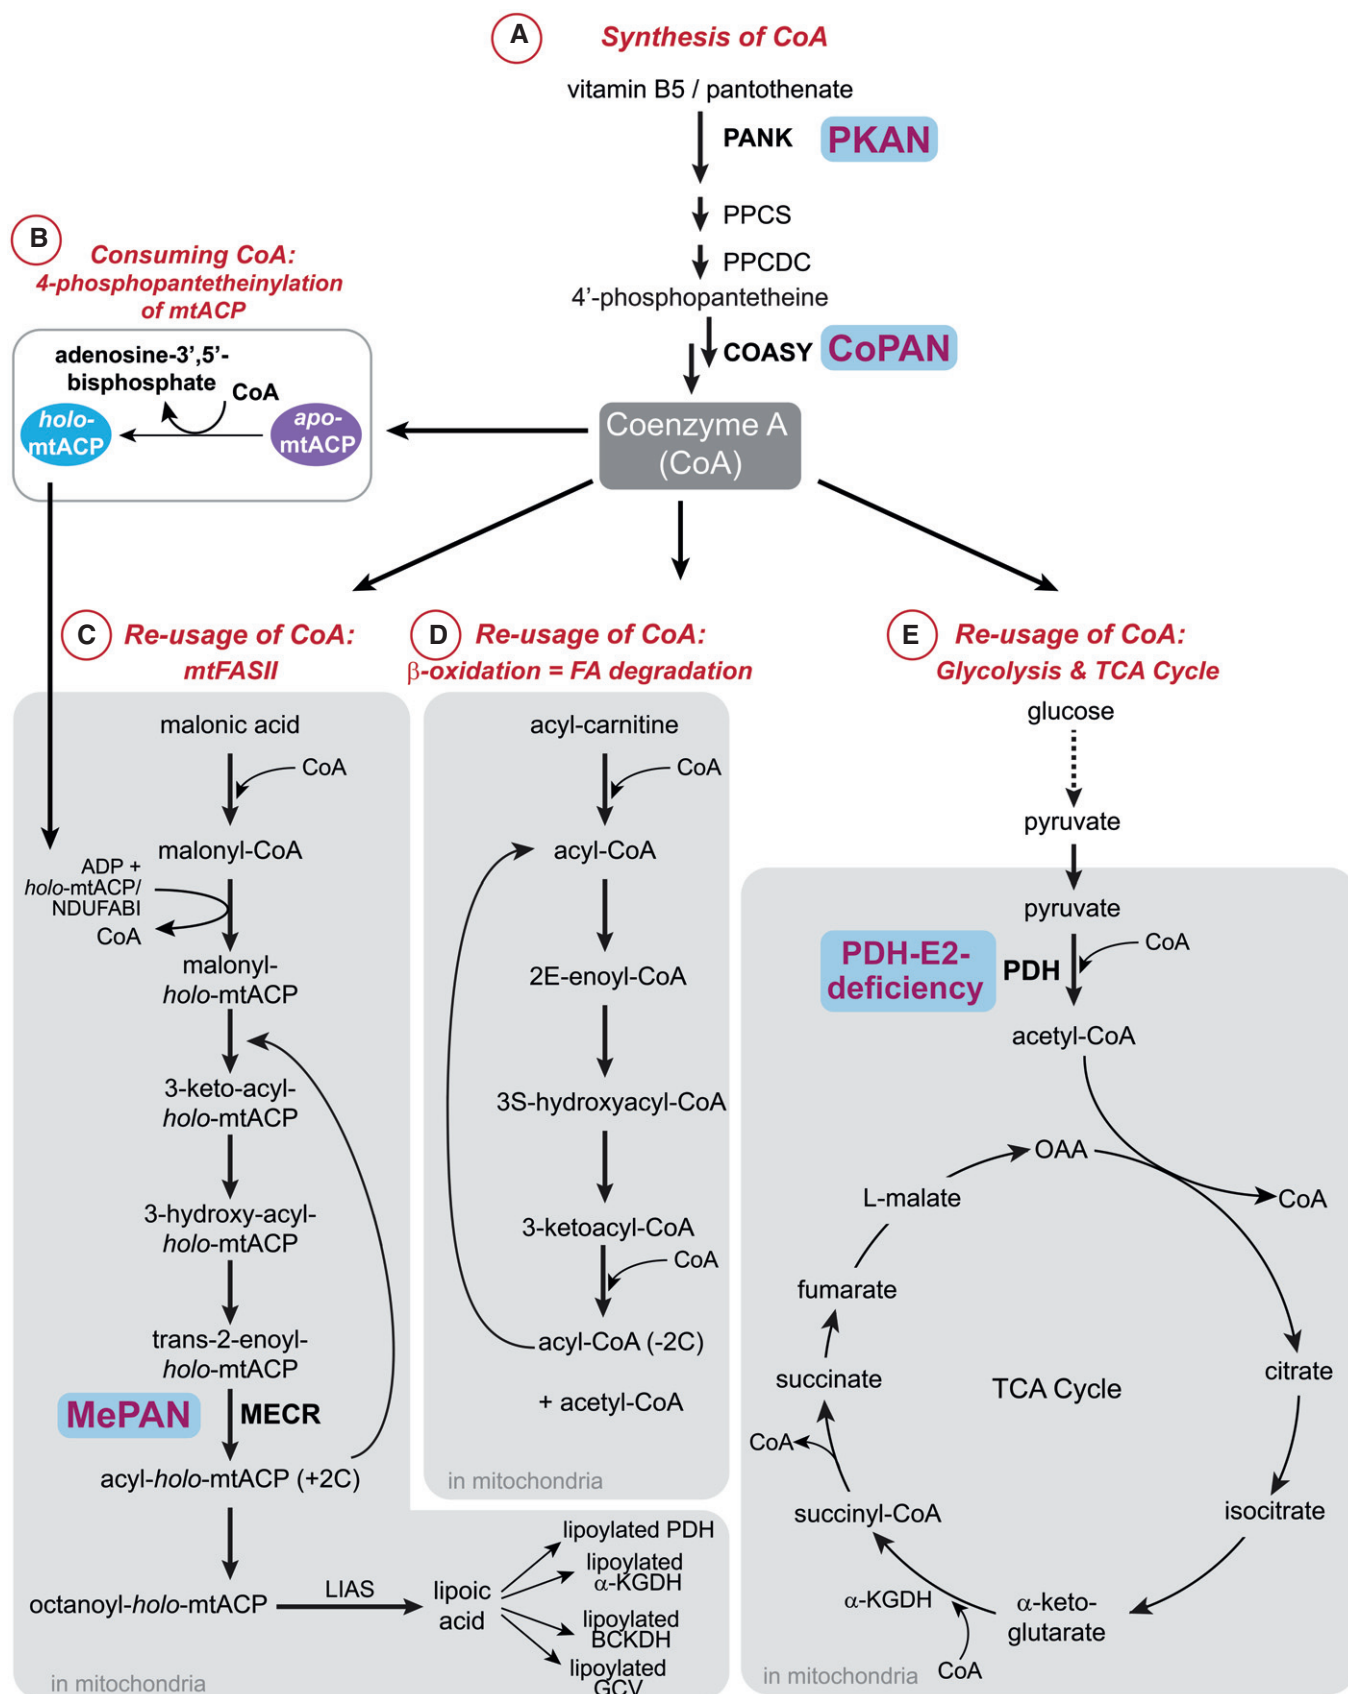 A
Synthesis of CoA
vitamin B5 / pantothenate
PANK
PKAN
PPCS
PPCDC
4’-phosphopantetheine
COASY
CoPAN
Coenzyme A
(CoA)
B
Consuming CoA:
4-phosphopantetheinylation
of mtACP
adenosine-3’,5’-
bisphosphate
CoA
holo-
mtACP
apo-
mtACP
C
Re-usage of CoA:
mtFASII
malonic acid
CoA
malonyl-CoA
ADP +
holo-mtACP/
NDUFABI
CoA
malonyl-
holo-mtACP
3-keto-acyl-
holo-mtACP
3-hydroxy-acyl-
holo-mtACP
trans-2-enoyl-
holo-mtACP
MePAN
MECR
acyl-holo-mtACP (+2C)
octanoyl-holo-mtACP
LIAS
lipoic
acid
lipoylated PDH
lipoylated
α-KGDH
lipoylated
BCKDH
lipoylated
GCV
in mitochondria
D
Re-usage of CoA:
β-oxidation = FA degradation
acyl-carnitine
CoA
acyl-CoA
2E-enoyl-CoA
3S-hydroxyacyl-CoA
3-ketoacyl-CoA
CoA
acyl-CoA (-2C)
+ acetyl-CoA
in mitochondria
E
Re-usage of CoA:
Glycolysis & TCA Cycle
glucose
pyruvate
pyruvate
PDH-E2-
deficiency
PDH
CoA
acetyl-CoA
OAA
CoA
L-malate
fumarate
succinate
TCA Cycle
citrate
CoA
succinyl-CoA
isocitrate
α-KGDH
α-keto-
glutarate
CoA
in mitochondria